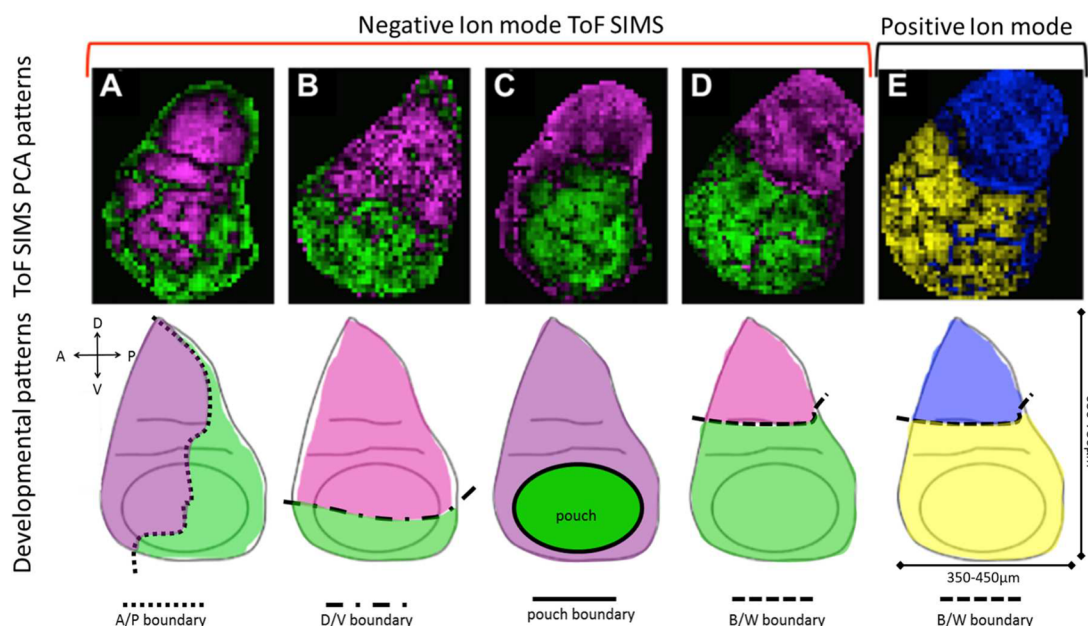 Negative Ion mode ToF SIMS
Positive Ion mode
ToF SIMS PCA patterns
A
B
C
D
E
Developmental patterns
D
A P
V
pouch
350-450µm
A/P boundary
D/V boundary
pouch boundary
B/W boundary
B/W boundary